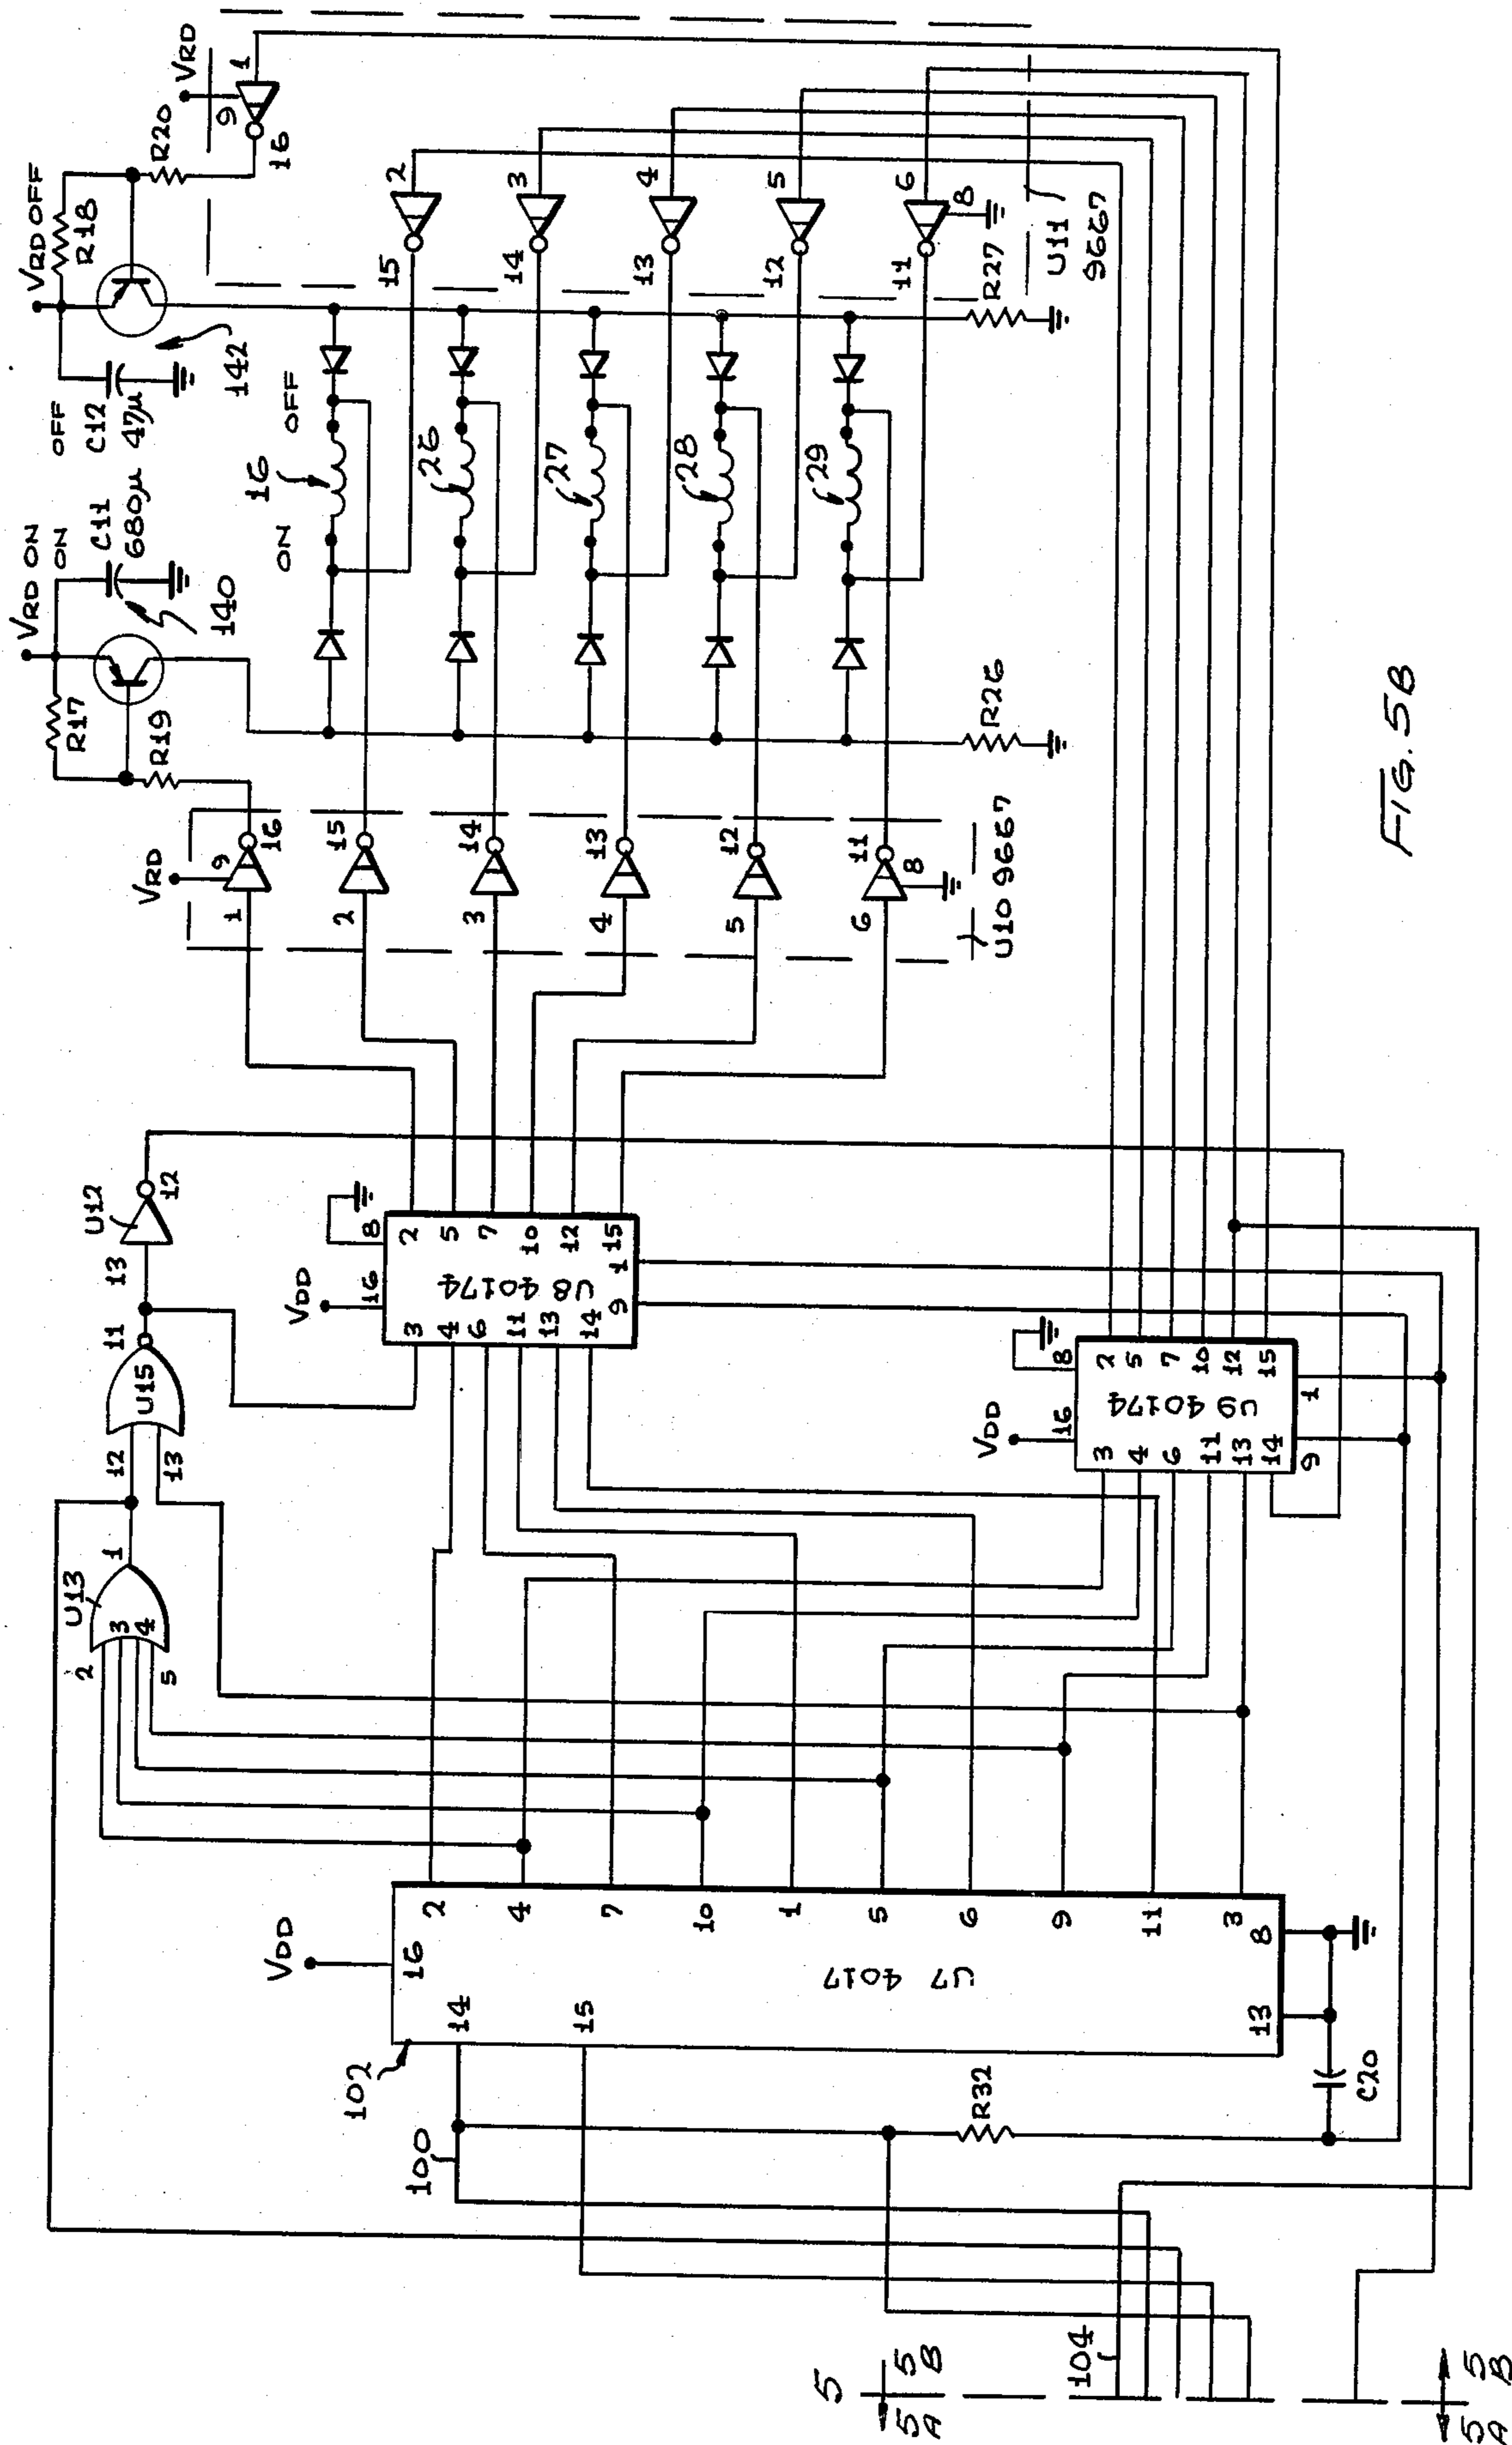 VRD ON
ON
R17
C11
680μ
140
R19
VRD OFF
OFF
R18
C12
47μ
142
R20
VRD
9
1
16
VRD
9
1
16
2
15
3
14
4
13
5
12
6
11
8
U10 9667
ON
16
OFF
26
27
28
29
R26
R27
15
2
14
3
13
4
12
5
11
6
8
U11
9667
U13
2
3
4
5
1
12
13
U15
11
13
U12
12
VDD
16
8
3
4
6
11
13
14
U8 40174
2
5
7
10
12
15
9
1
VDD
16
8
3
4
6
11
13
14
U9 40174
2
5
7
10
12
15
9
1
VDD
102
16
14
15
U7 4017
2
4
7
10
1
5
6
9
11
3
13
8
100
R32
C20
104
5
5A
5B
5A
5B
FIG. 5B